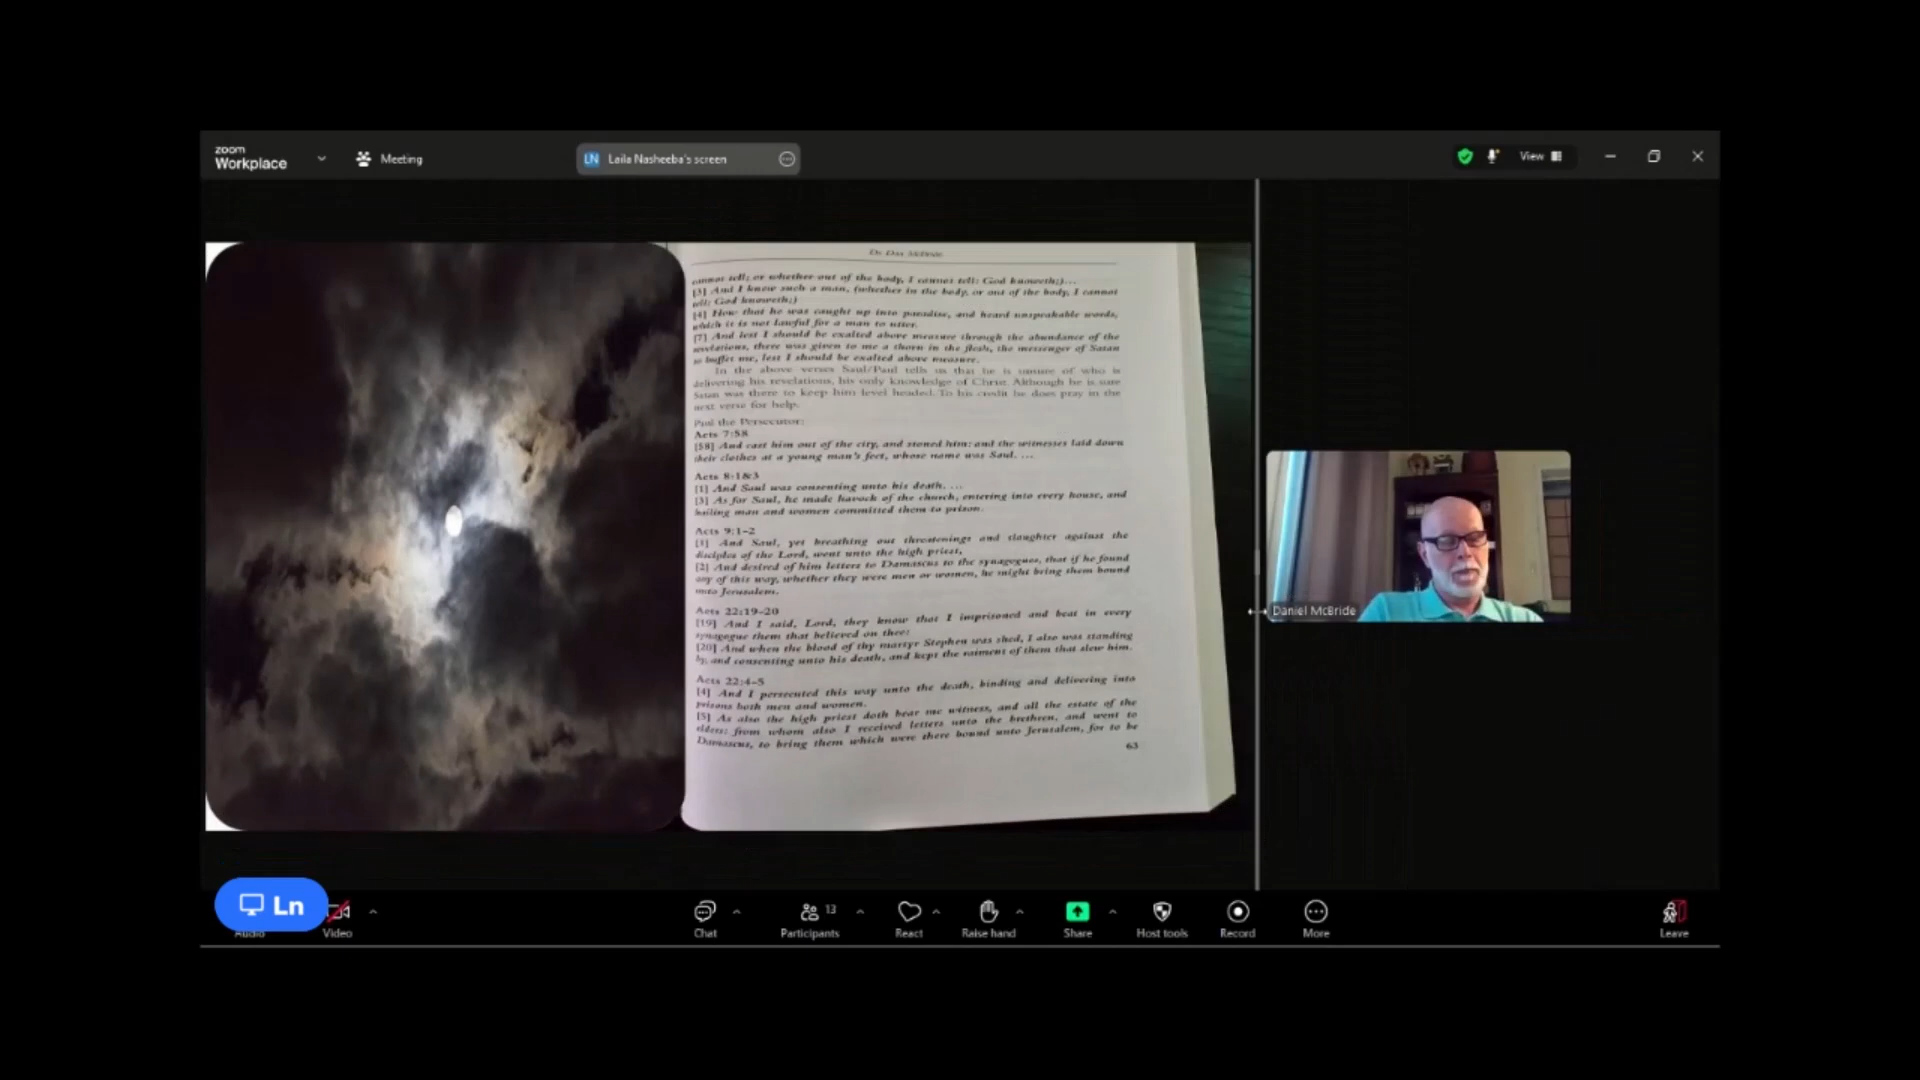 zoom
Workplace
Meeting
LN Laila Nasheeba's screen
View
Dr. Dan McBride
cannot tell; or whether out of the body, I cannot tell: God knoweth;)...
[3] And I knew such a man, (whether in the body, or out of the body, I cannot
tell: God knoweth;)
[4] How that he was caught up into paradise, and heard unspeakable words,
which it is not lawful for a man to utter.
[7] And lest I should be exalted above measure through the abundance of the
revelations, there was given to me a thorn in the flesh, the messenger of Satan
to buffet me, lest I should be exalted above measure.
In the above verses Saul/Paul tells us that he is unsure of who is
delivering his revelations, his only knowledge of Christ. Although he is sure
Satan was there to keep him level headed. To his credit he does pray in the
next verse for help.
Paul the Persecutor:
Acts 7:58
[58] And cast him out of the city, and stoned him: and the witnesses laid down
their clothes at a young man's feet, whose name was Saul. ...
Acts 8:1&3
[1] And Saul was consenting unto his death. ...
[3] As for Saul, he made havock of the church, entering into every house, and
hailing man and women committed them to prison.
Acts 9:1-2
[1] And Saul, yet breathing out threatenings and slaughter against the
disciples of the Lord, went unto the high priest,
[2] And desired of him letters to Damascus to the synagogues, that if he found
any of this way, whether they were men or women, he might bring them bound
unto Jerusalem.
Acts 22:19-20
[19] And I said, Lord, they know that I imprisoned and beat in every
synagogue them that believed on thee:
[20] And when the blood of thy martyr Stephen was shed, I also was standing
by, and consenting unto his death, and kept the raiment of them that slew him.
Acts 22:4-5
[4] And I persecuted this way unto the death, binding and delivering into
prisons both men and women.
[5] As also the high priest doth bear me witness, and all the estate of the
elders: from whom also I received letters unto the brethren, and went to
Damascus, to bring them which were there bound unto Jerusalem, for to be
63
Daniel McBride
Ln
Audio
Video
Chat
13
Participants
React
Raise hand
Share
Host tools
Record
More
Leave